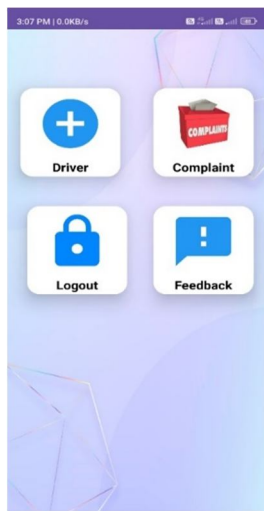 3:07 PM | 0.0KB/s
COMPLAINTS
Driver
Complaint
Logout
Feedback